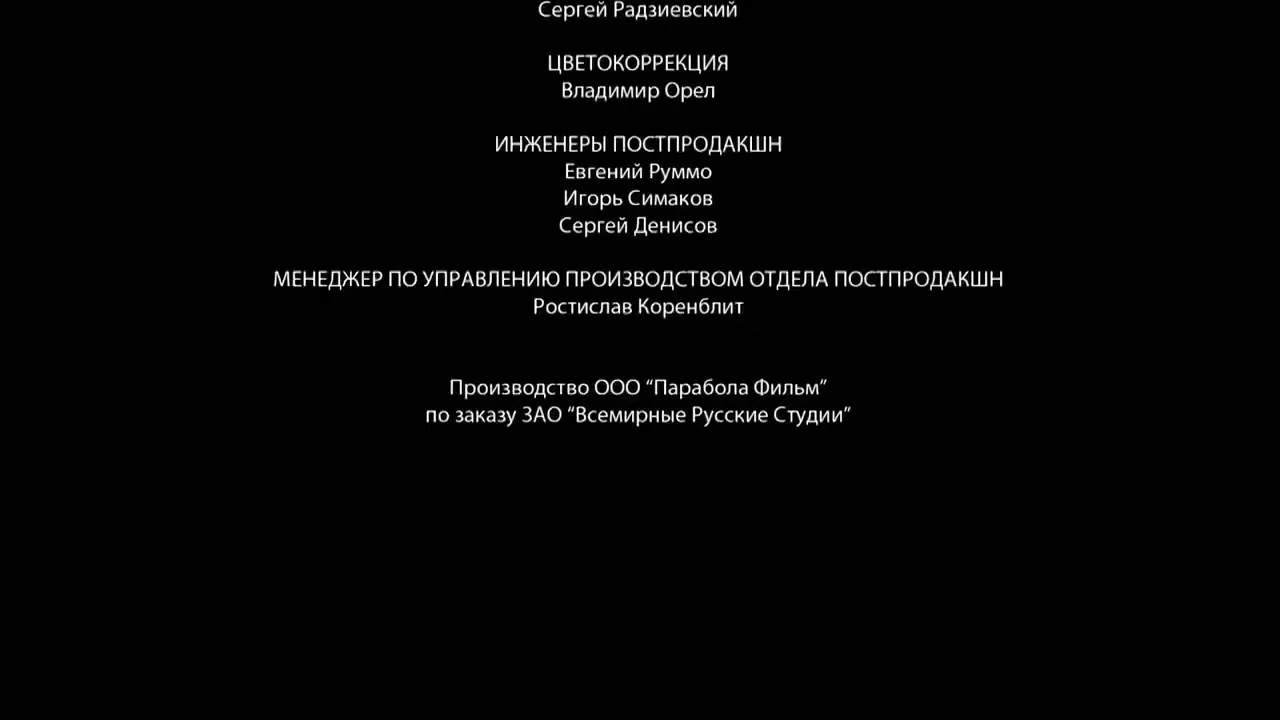 Сергей Радзиевский
ЦВЕТОКОРРЕКЦИЯ
Владимир Орел
ИНЖЕНЕРЫ ПОСТПРОДАКШН
Евгений Руммо
Игорь Симаков
Сергей Денисов
МЕНЕДЖЕР ПО УПРАВЛЕНИЮ ПРОИЗВОДСТВОМ ОТДЕЛА ПОСТПРОДАКШН
Ростислав Коренблит
Производство ООО “Парабола Фильм”
по заказу ЗАО “Всемирные Русские Студии”